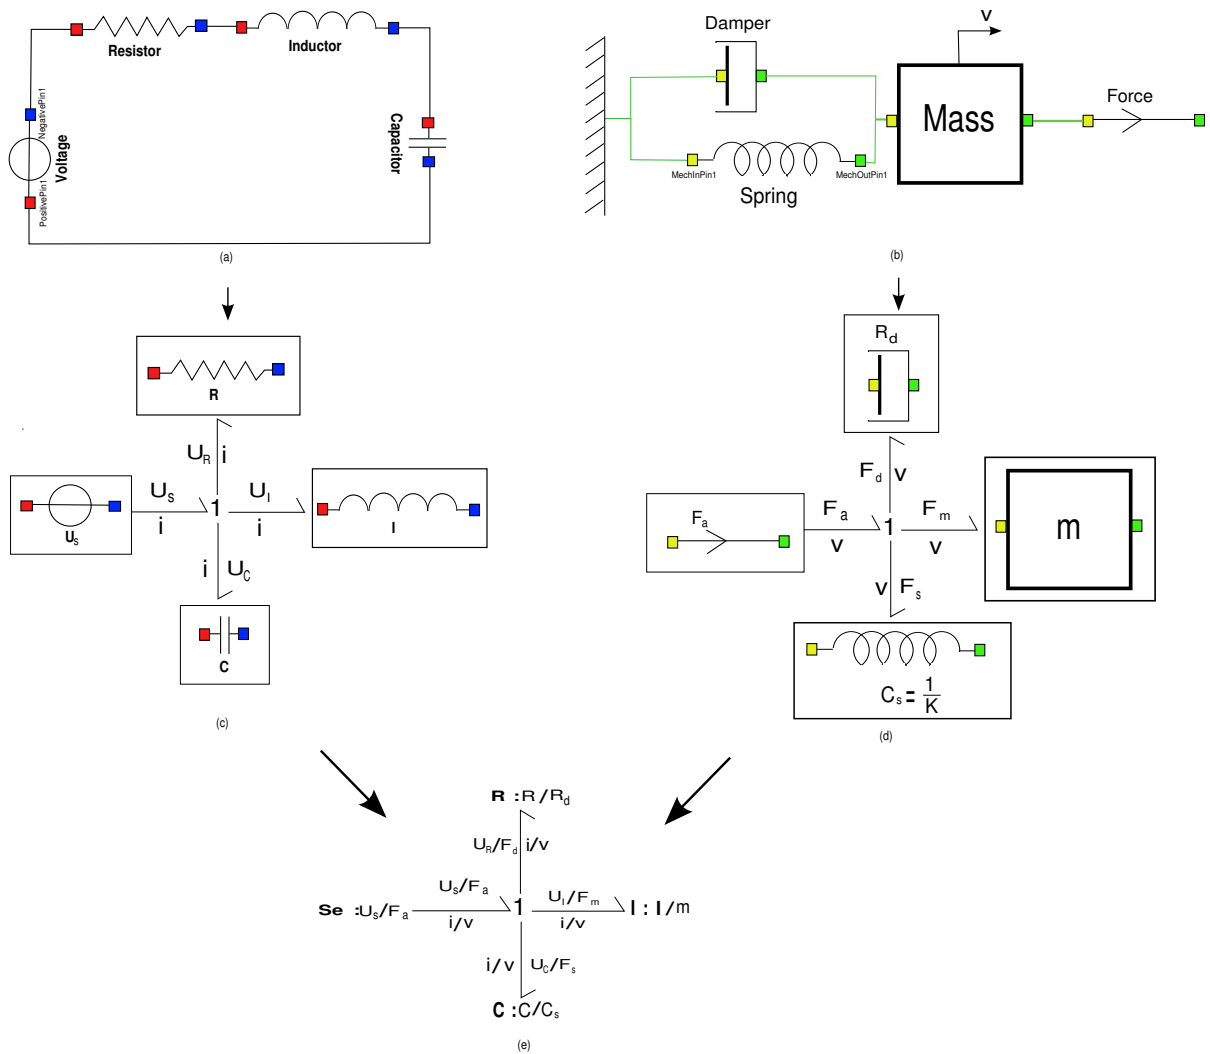 Resistor
Inductor
Capacitor
Voltage
NegativePin1
PositivePin1
(a)
Damper
v
Mass
Force
MechInPin1
MechOutPin1
Spring
(b)
R
U_R i
U_S
i
U_I
i
U_S
I
i U_C
C
(c)
R_d
F_d v
F_a
F_a
v
F_m
v
m
v F_s
C_s = 1/K
(d)
R : R/R_d
U_R/F_d i/v
Se : U_s/F_a
U_s/F_a
i/v
1
U_I/F_m
i/v
I : I/m
i/v U_C/F_s
C : C/C_s
(e)
1
1